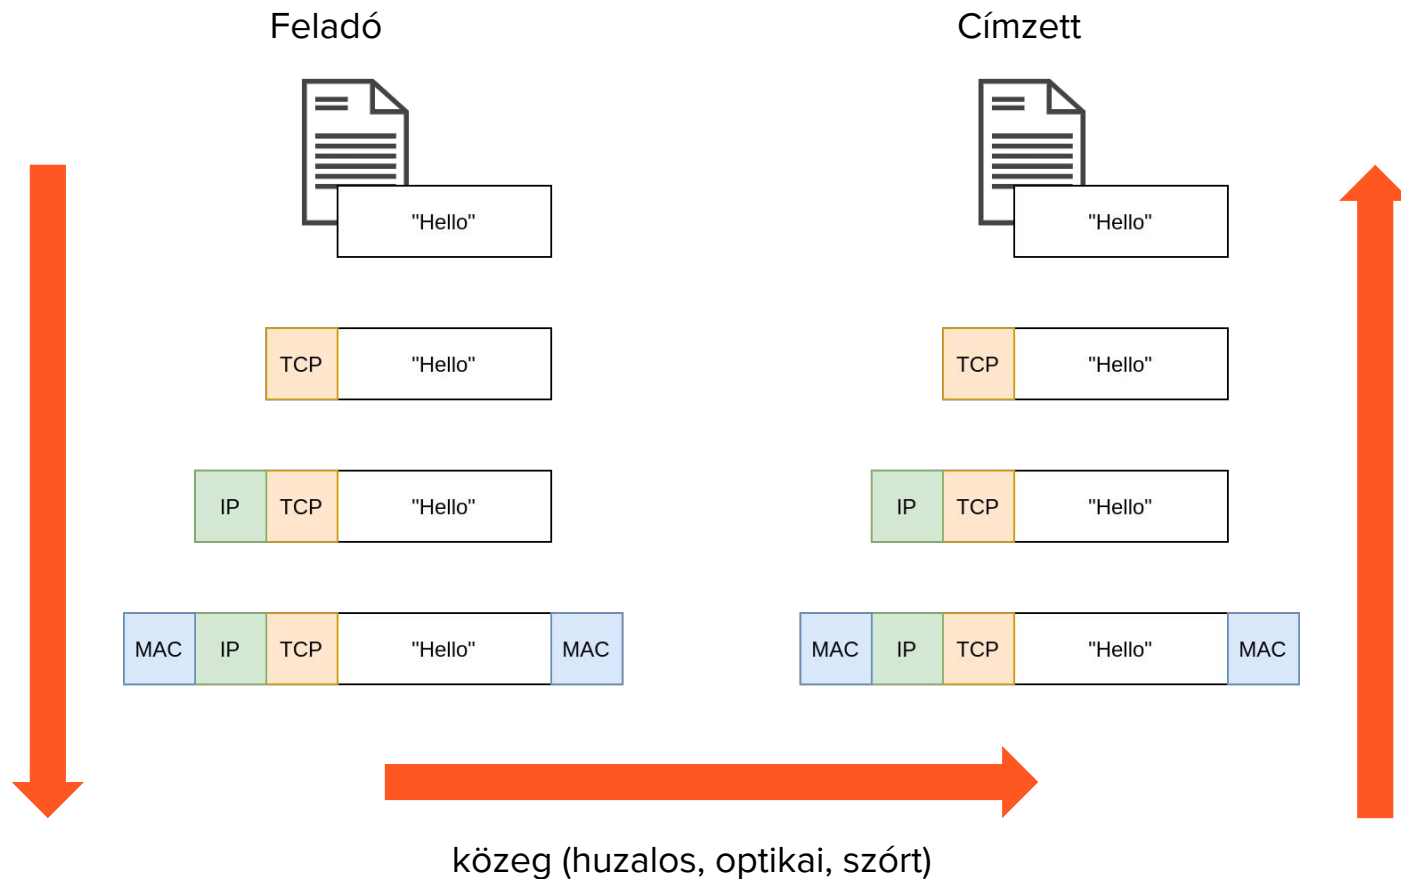 Feladó
Címzett
"Hello"
"Hello"
TCP "Hello"
TCP "Hello"
IP TCP "Hello"
IP TCP "Hello"
MAC IP TCP "Hello" MAC
MAC IP TCP "Hello" MAC
közeg (huzalos, optikai, szórt)